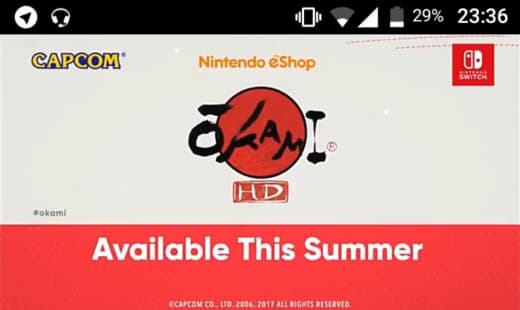 29% 23:36
CAPCOM®
Nintendo eShop
NINTENDO
SWITCH
ŌKAMI®
HD
#okami
Available This Summer
©CAPCOM CO., LTD. 2006, 2017 ALL RIGHTS RESERVED.